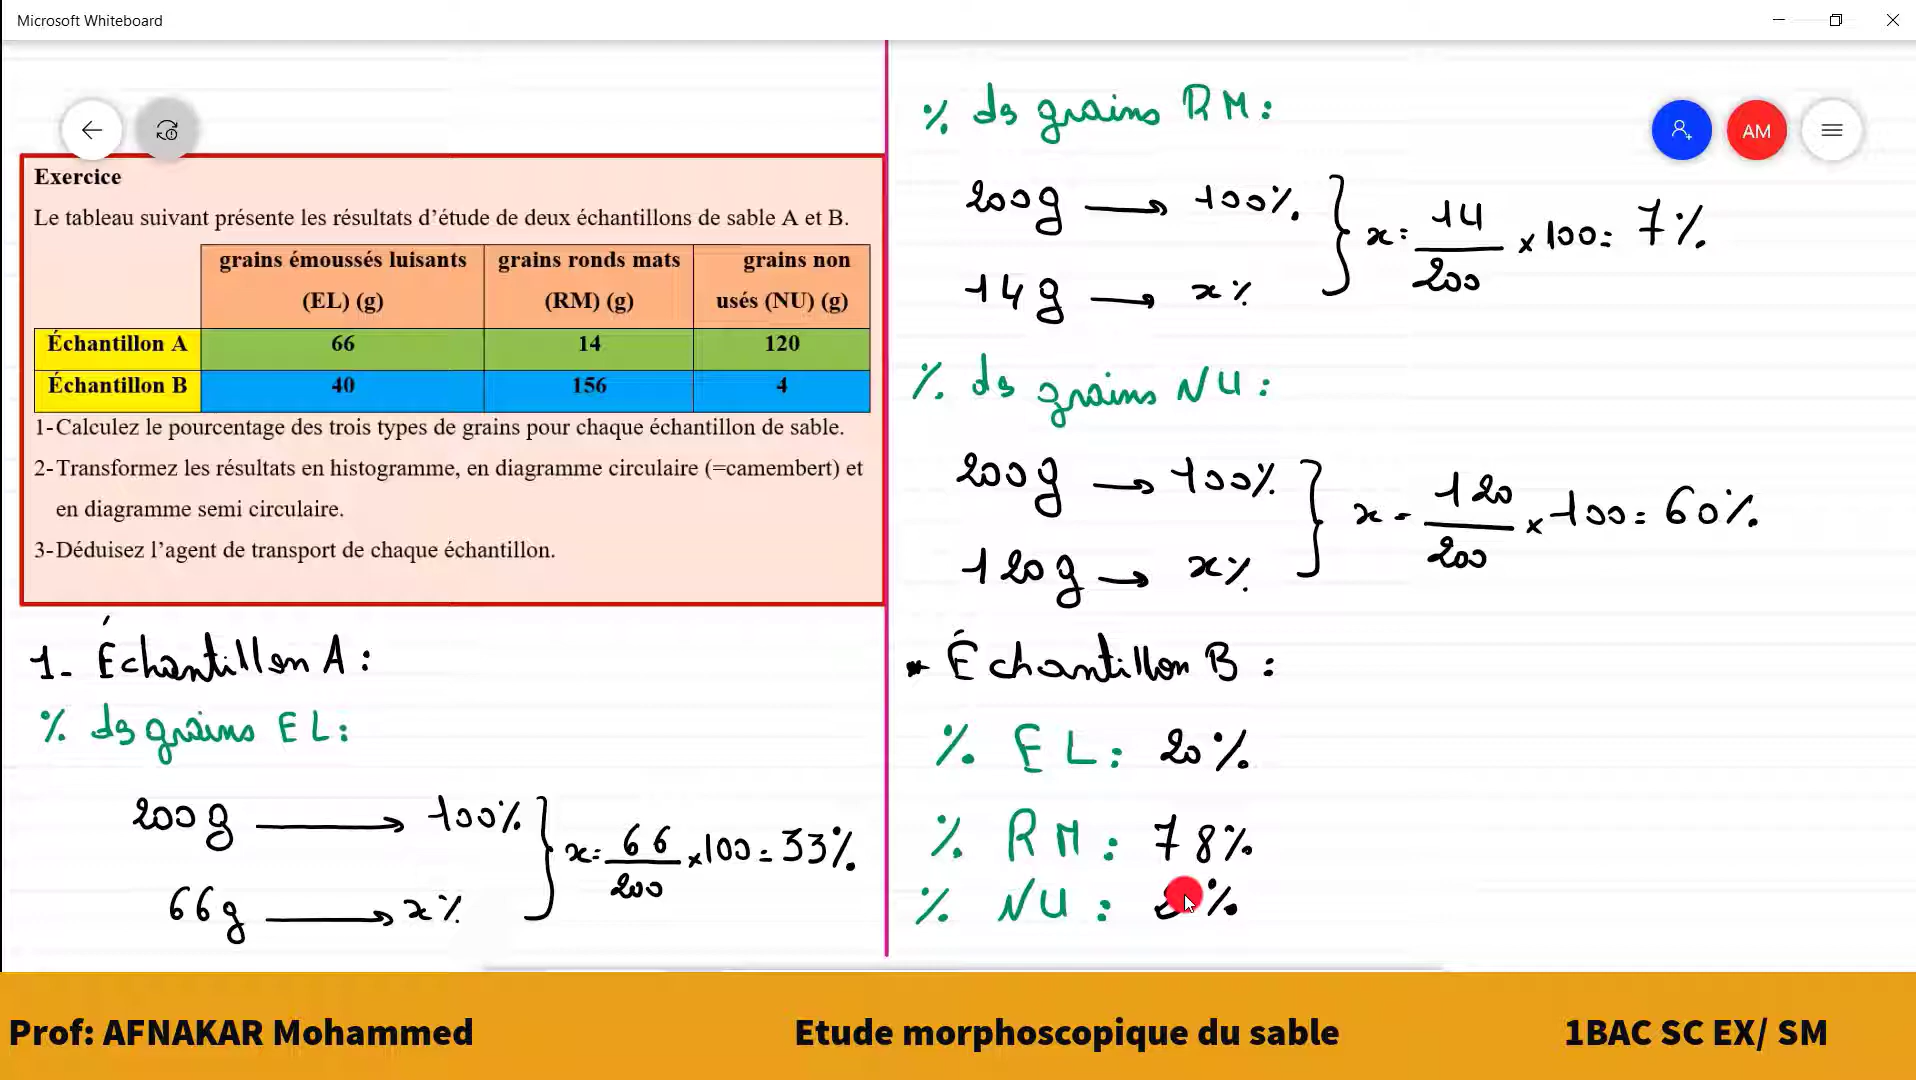 Microsoft Whiteboard
Exercice
Le tableau suivant présente les résultats d’étude de deux échantillons de sable A et B.
grains émoussés luisants (EL) (g)
grains ronds mats (RM) (g)
grains non usés (NU) (g)
Échantillon A 66 14 120
Échantillon B 40 156 4
1-Calculez le pourcentage des trois types de grains pour chaque échantillon de sable.
2-Transformez les résultats en histogramme, en diagramme circulaire (=camembert) et
en diagramme semi circulaire.
3-Déduisez l’agent de transport de chaque échantillon.
1- Échantillon A :
% des grains EL :
200g → 100%
66g → x%
x = 66/200 × 100 = 33%.
% des grains RM :
200g → 100%.
14g → x%
x = 14/200 × 100 = 7%.
% des grains NU :
200g → 100%
120g → x%
x = 120/200 × 100 = 60%.
* Échantillon B :
% EL : 20%.
% RM : 78%
% NU : %
AM
Prof: AFNAKAR Mohammed
Etude morphoscopique du sable
1BAC SC EX/ SM